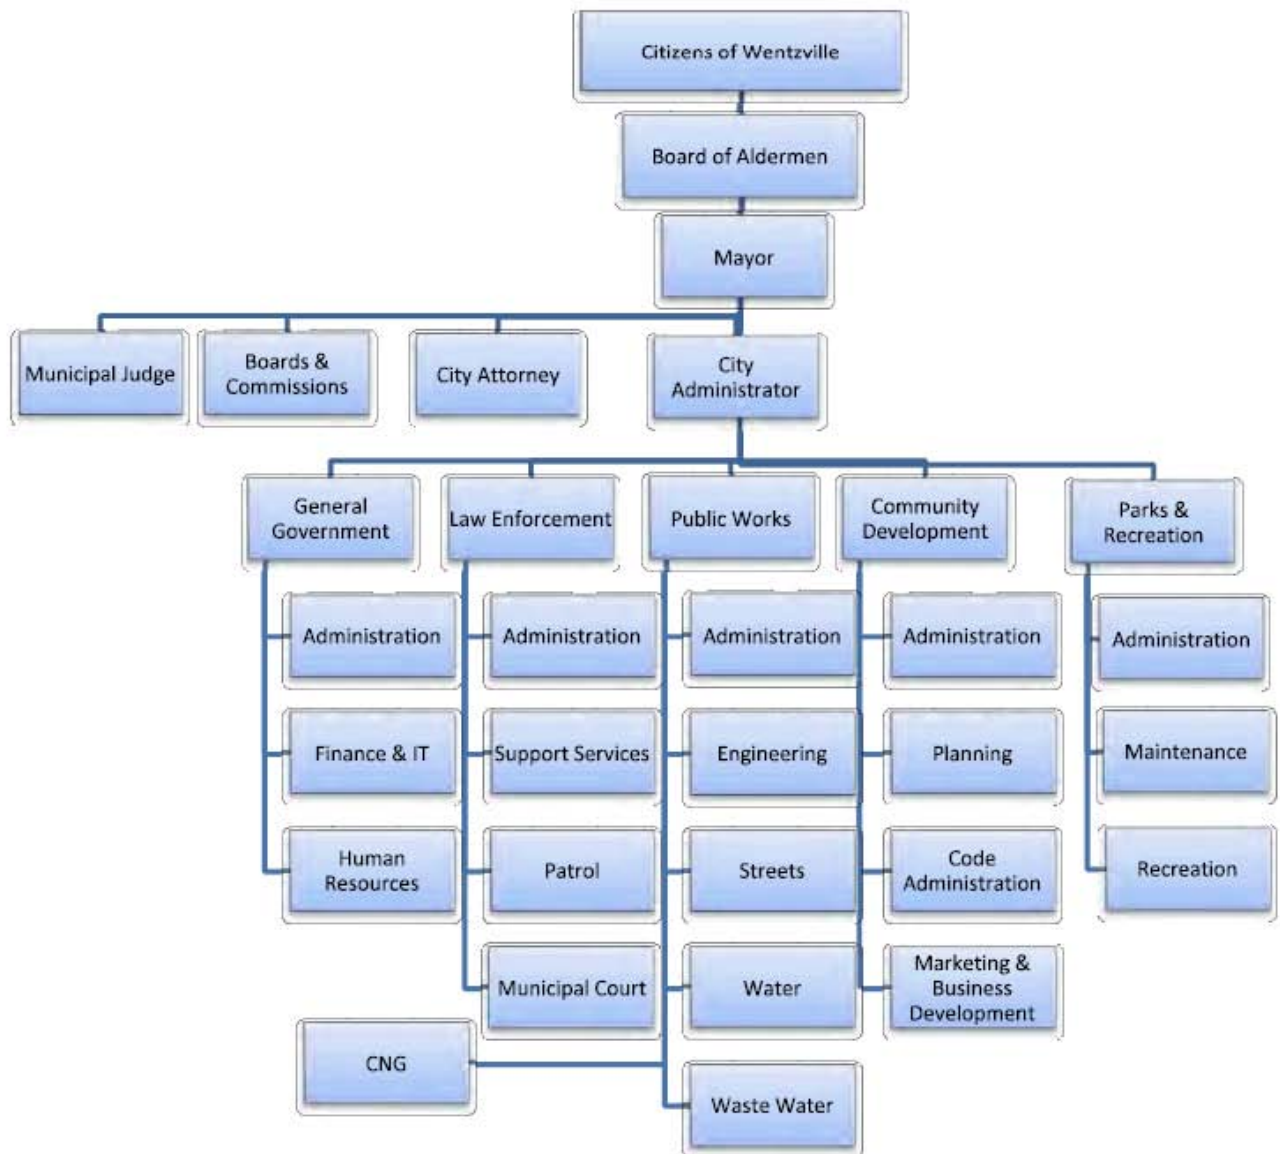 Citizens of Wentzville
Board of Aldermen
Mayor
Municipal Judge
Boards &
Commissions
City Attorney
City
Administrator
General
Government
Law Enforcement
Public Works
Community
Development
Parks &
Recreation
Administration
Administration
Administration
Administration
Administration
Finance & IT
Support Services
Engineering
Planning
Maintenance
Human
Resources
Patrol
Streets
Code
Administration
Recreation
Municipal Court
Water
Marketing &
Business
Development
CNG
Waste Water